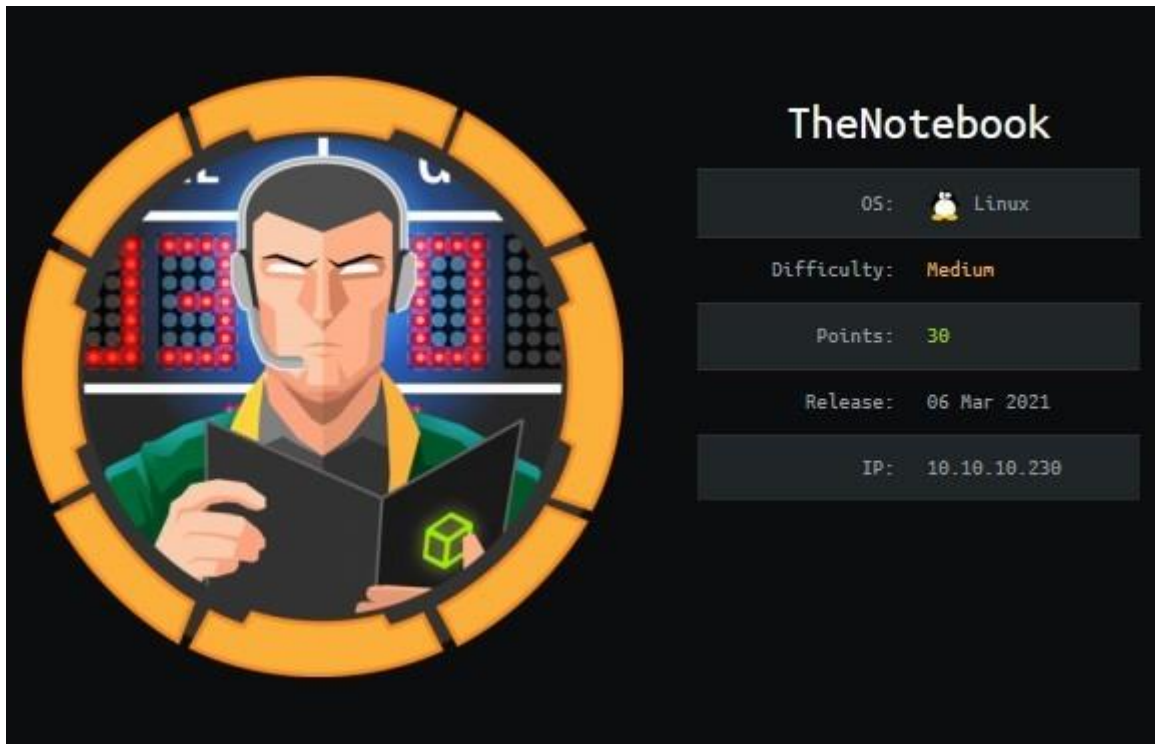 TheNotebook
OS: Linux
Difficulty: Medium
Points: 30
Release: 06 Mar 2021
IP: 10.10.10.230